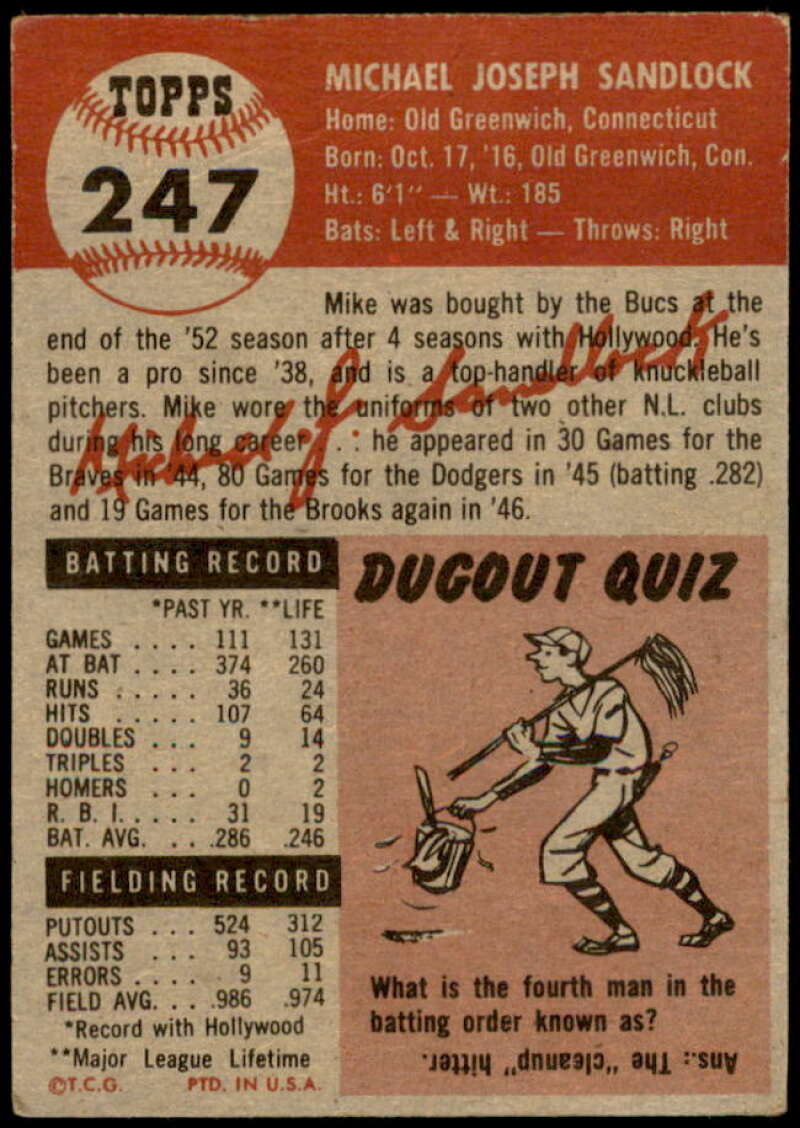 TOPPS
247
MICHAEL JOSEPH SANDLOCK
Home: Old Greenwich, Connecticut
Born: Oct. 17, '16, Old Greenwich, Con.
Ht.: 6'1" — Wt.: 185
Bats: Left & Right — Throws: Right
Mike was bought by the Bucs at the
end of the '52 season after 4 seasons with Hollywood. He's
been a pro since '38, and is a top-handler of knuckleball
pitchers. Mike wore the uniforms of two other N.L. clubs
during his long career . . : he appeared in 30 Games for the
Braves in '44, 80 Games for the Dodgers in '45 (batting .282)
and 19 Games for the Brooks again in '46.
Michael J. Sandlock
BATTING RECORD
*PAST YR. **LIFE
GAMES . . . . 111 131
AT BAT . . . . 374 260
RUNS . . . . . 36 24
HITS . . . . . 107 64
DOUBLES . . . 9 14
TRIPLES . . . 2 2
HOMERS . . . 0 2
R. B. I. . . . . 31 19
BAT. AVG. . . .286 .246
FIELDING RECORD
PUTOUTS . . . 524 312
ASSISTS . . . 93 105
ERRORS . . . . 9 11
FIELD AVG. . . .986 .974
*Record with Hollywood
**Major League Lifetime
©T.C.G. PTD. IN U.S.A.
DUGOUT QUIZ
What is the fourth man in the
batting order known as?
Ans.: The "cleanup" hitter.